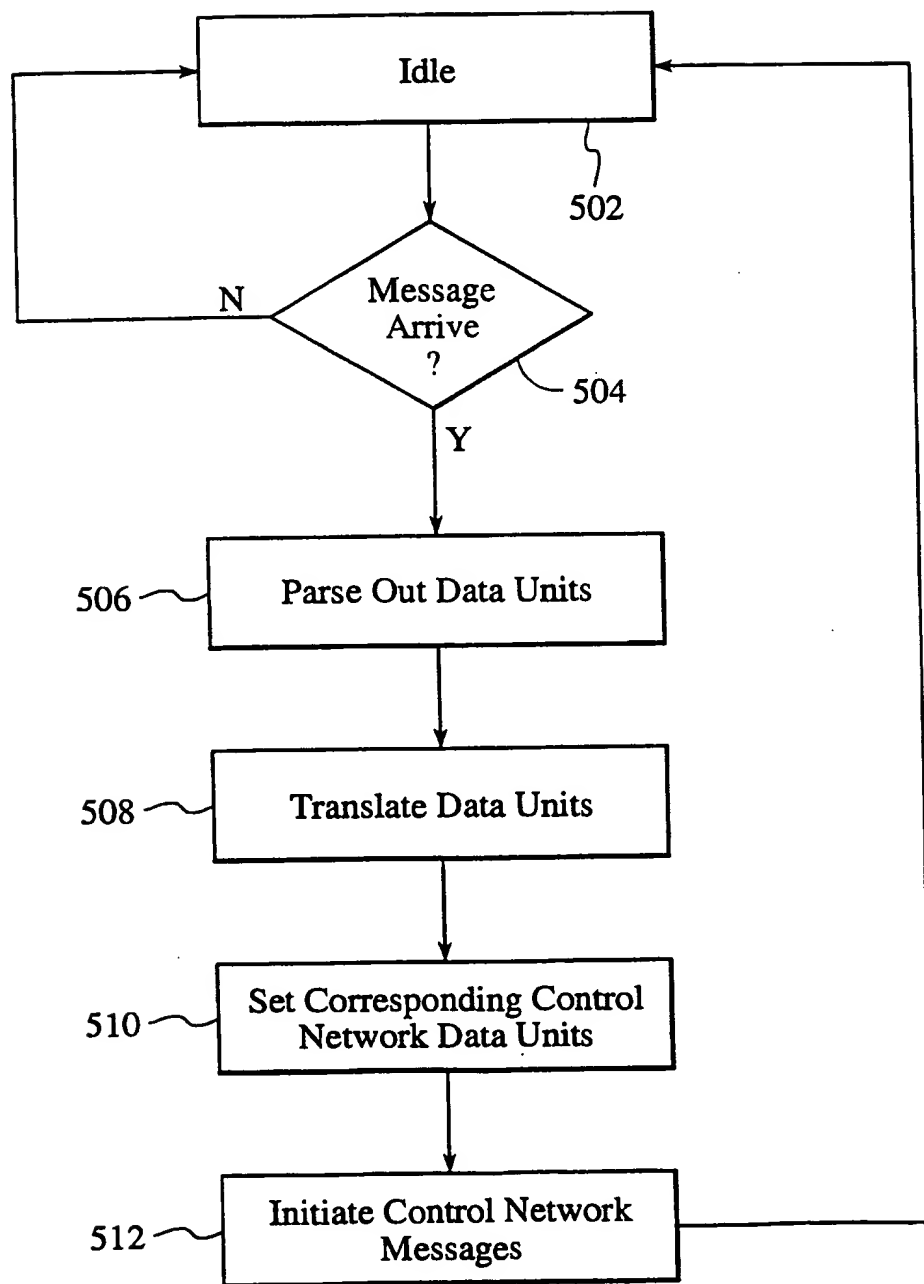 Idle
502
Message
Arrive
?
N
504
Y
506
Parse Out Data Units
508
Translate Data Units
510
Set Corresponding Control
Network Data Units
512
Initiate Control Network
Messages